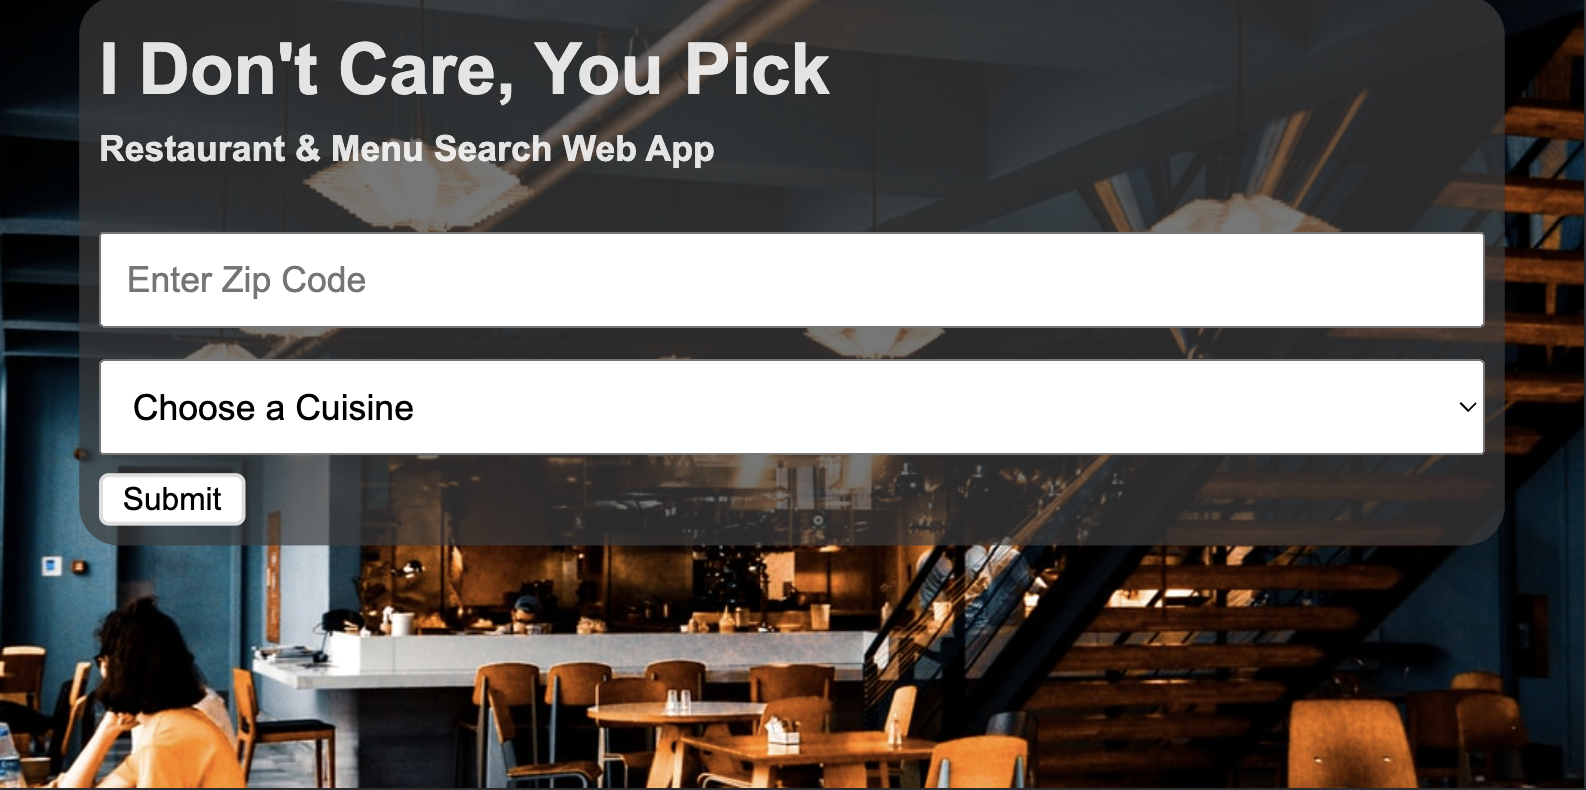 I Don't Care, You Pick
Restaurant & Menu Search Web App
Enter Zip Code
Choose a Cuisine
Submit